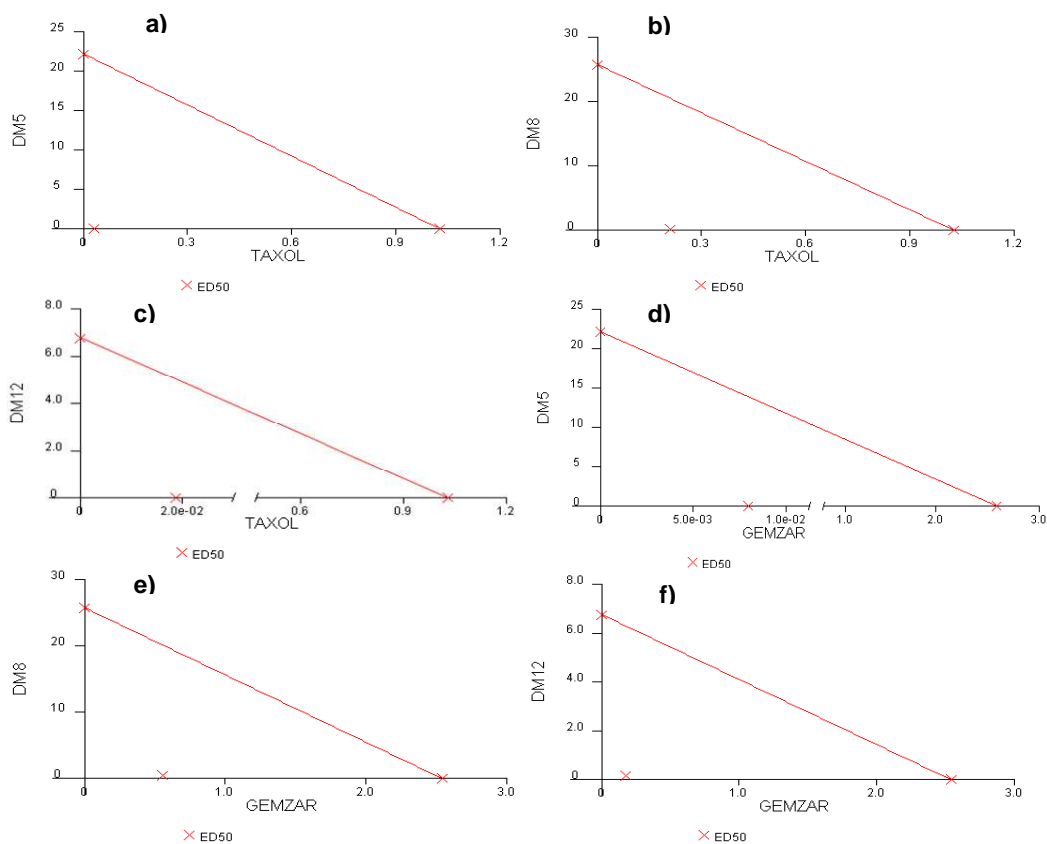 a)
25
20
15
10
5
0
DM5
0 0.3 0.6 0.9 1.2
TAXOL
ED50
b)
30
20
10
0
DM8
0 0.3 0.6 0.9 1.2
TAXOL
ED50
c)
8.0
6.0
4.0
2.0
0
DM12
0 2.0e-02 0.6 0.9 1.2
TAXOL
ED50
d)
25
20
15
10
5
0
DM5
0 5.0e-03 1.0e-02 1.0 2.0 3.0
GEMZAR
ED50
e)
30
20
10
0
DM8
0 1.0 2.0 3.0
GEMZAR
ED50
f)
8.0
6.0
4.0
2.0
0
DM12
0 1.0 2.0 3.0
GEMZAR
ED50